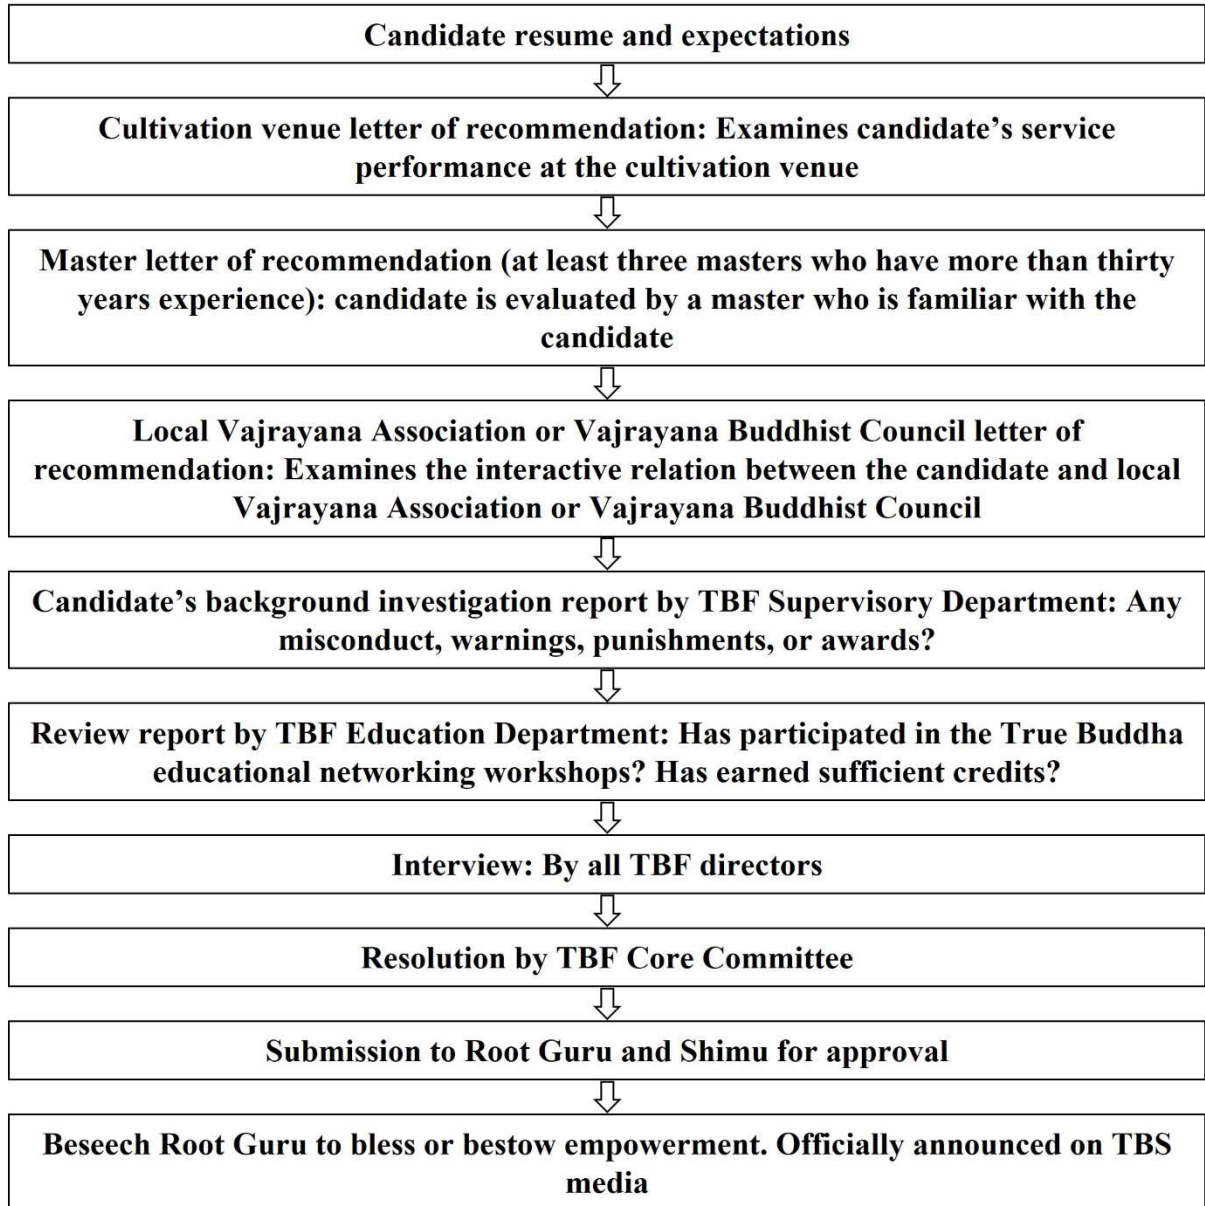 Candidate resume and expectations
Cultivation venue letter of recommendation: Examines candidate’s service
performance at the cultivation venue
Master letter of recommendation (at least three masters who have more than thirty
years experience): candidate is evaluated by a master who is familiar with the
candidate
Local Vajrayana Association or Vajrayana Buddhist Council letter of
recommendation: Examines the interactive relation between the candidate and local
Vajrayana Association or Vajrayana Buddhist Council
Candidate’s background investigation report by TBF Supervisory Department: Any
misconduct, warnings, punishments, or awards?
Review report by TBF Education Department: Has participated in the True Buddha
educational networking workshops? Has earned sufficient credits?
Interview: By all TBF directors
Resolution by TBF Core Committee
Submission to Root Guru and Shimu for approval
Beseech Root Guru to bless or bestow empowerment. Officially announced on TBS
media